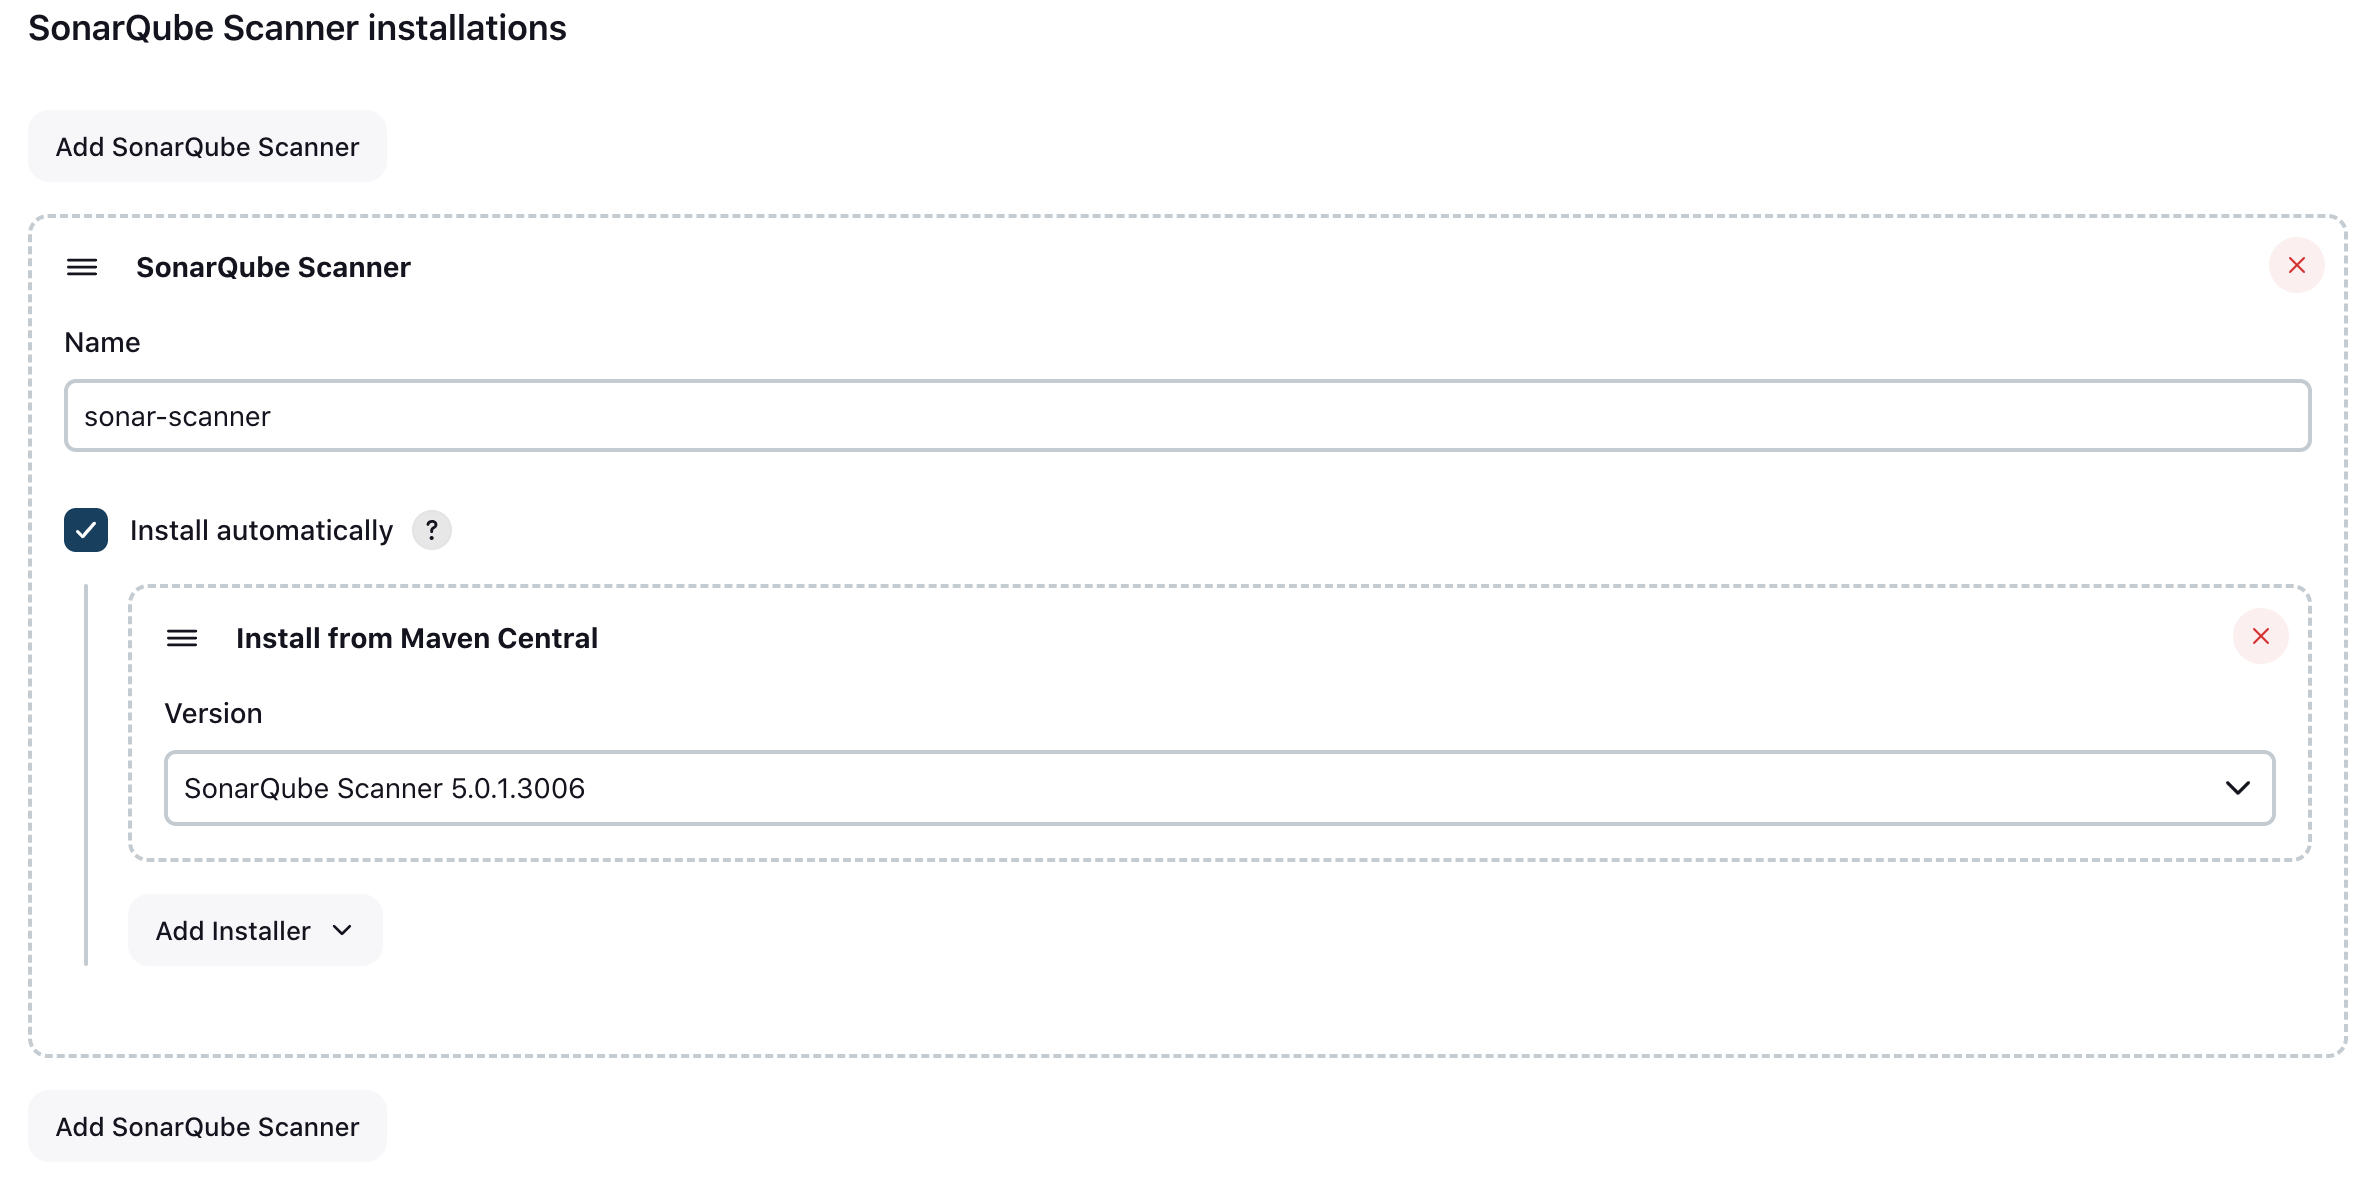 SonarQube Scanner installations
Add SonarQube Scanner
SonarQube Scanner
Name
sonar-scanner
Install automatically ?
Install from Maven Central
Version
SonarQube Scanner 5.0.1.3006
Add Installer
Add SonarQube Scanner